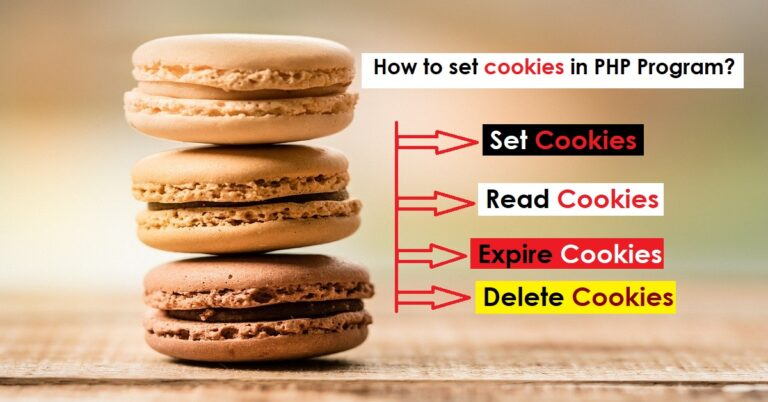 How to set cookies in PHP Program?
Set Cookies
Read Cookies
Expire Cookies
Delete Cookies